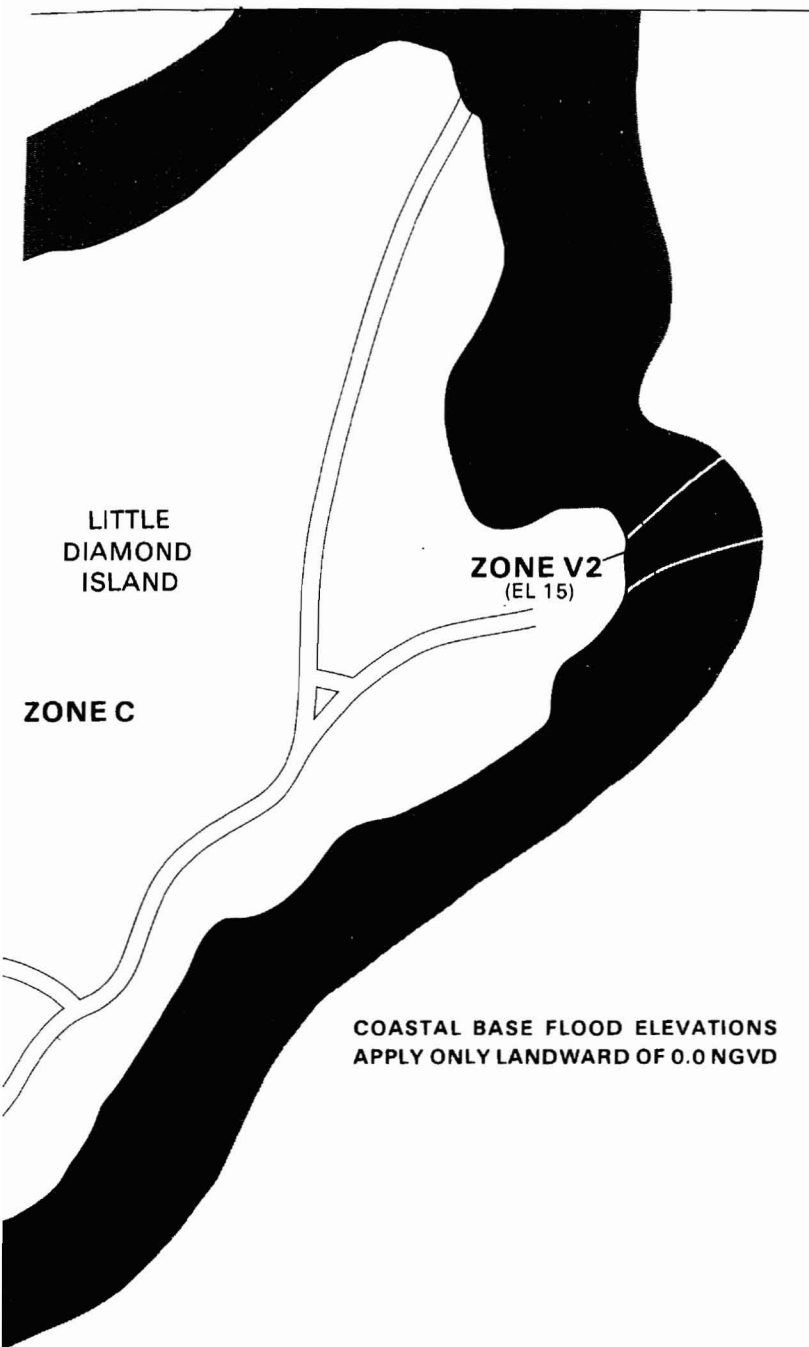 LITTLE
DIAMOND
ISLAND
ZONE V2
(EL 15)
ZONE C
COASTAL BASE FLOOD ELEVATIONS
APPLY ONLY LANDWARD OF 0.0 NGVD